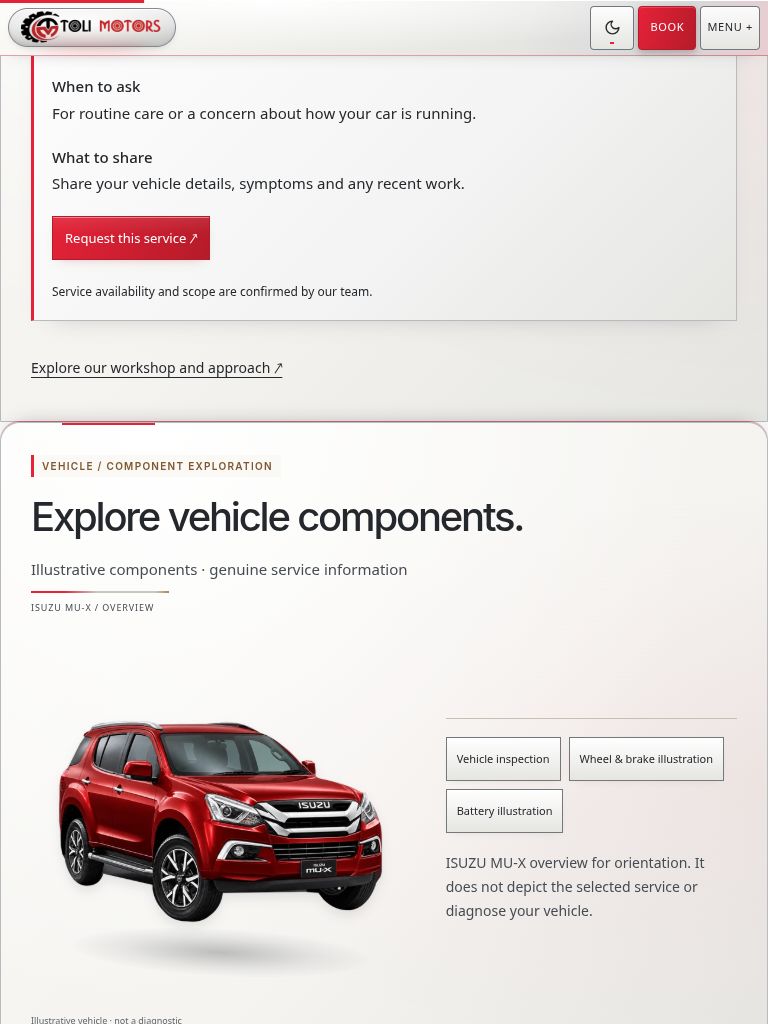 TOLI MOTORS
BOOK
MENU +
When to ask
For routine care or a concern about how your car is running.
What to share
Share your vehicle details, symptoms and any recent work.
Request this service ↗
Service availability and scope are confirmed by our team.
Explore our workshop and approach ↗
VEHICLE / COMPONENT EXPLORATION
Explore vehicle components.
Illustrative components · genuine service information
ISUZU MU-X / OVERVIEW
Vehicle inspection
Wheel & brake illustration
Battery illustration
ISUZU
mu-x
ISUZU MU-X overview for orientation. It
does not depict the selected service or
diagnose your vehicle.
Illustrative vehicle · not a diagnostic